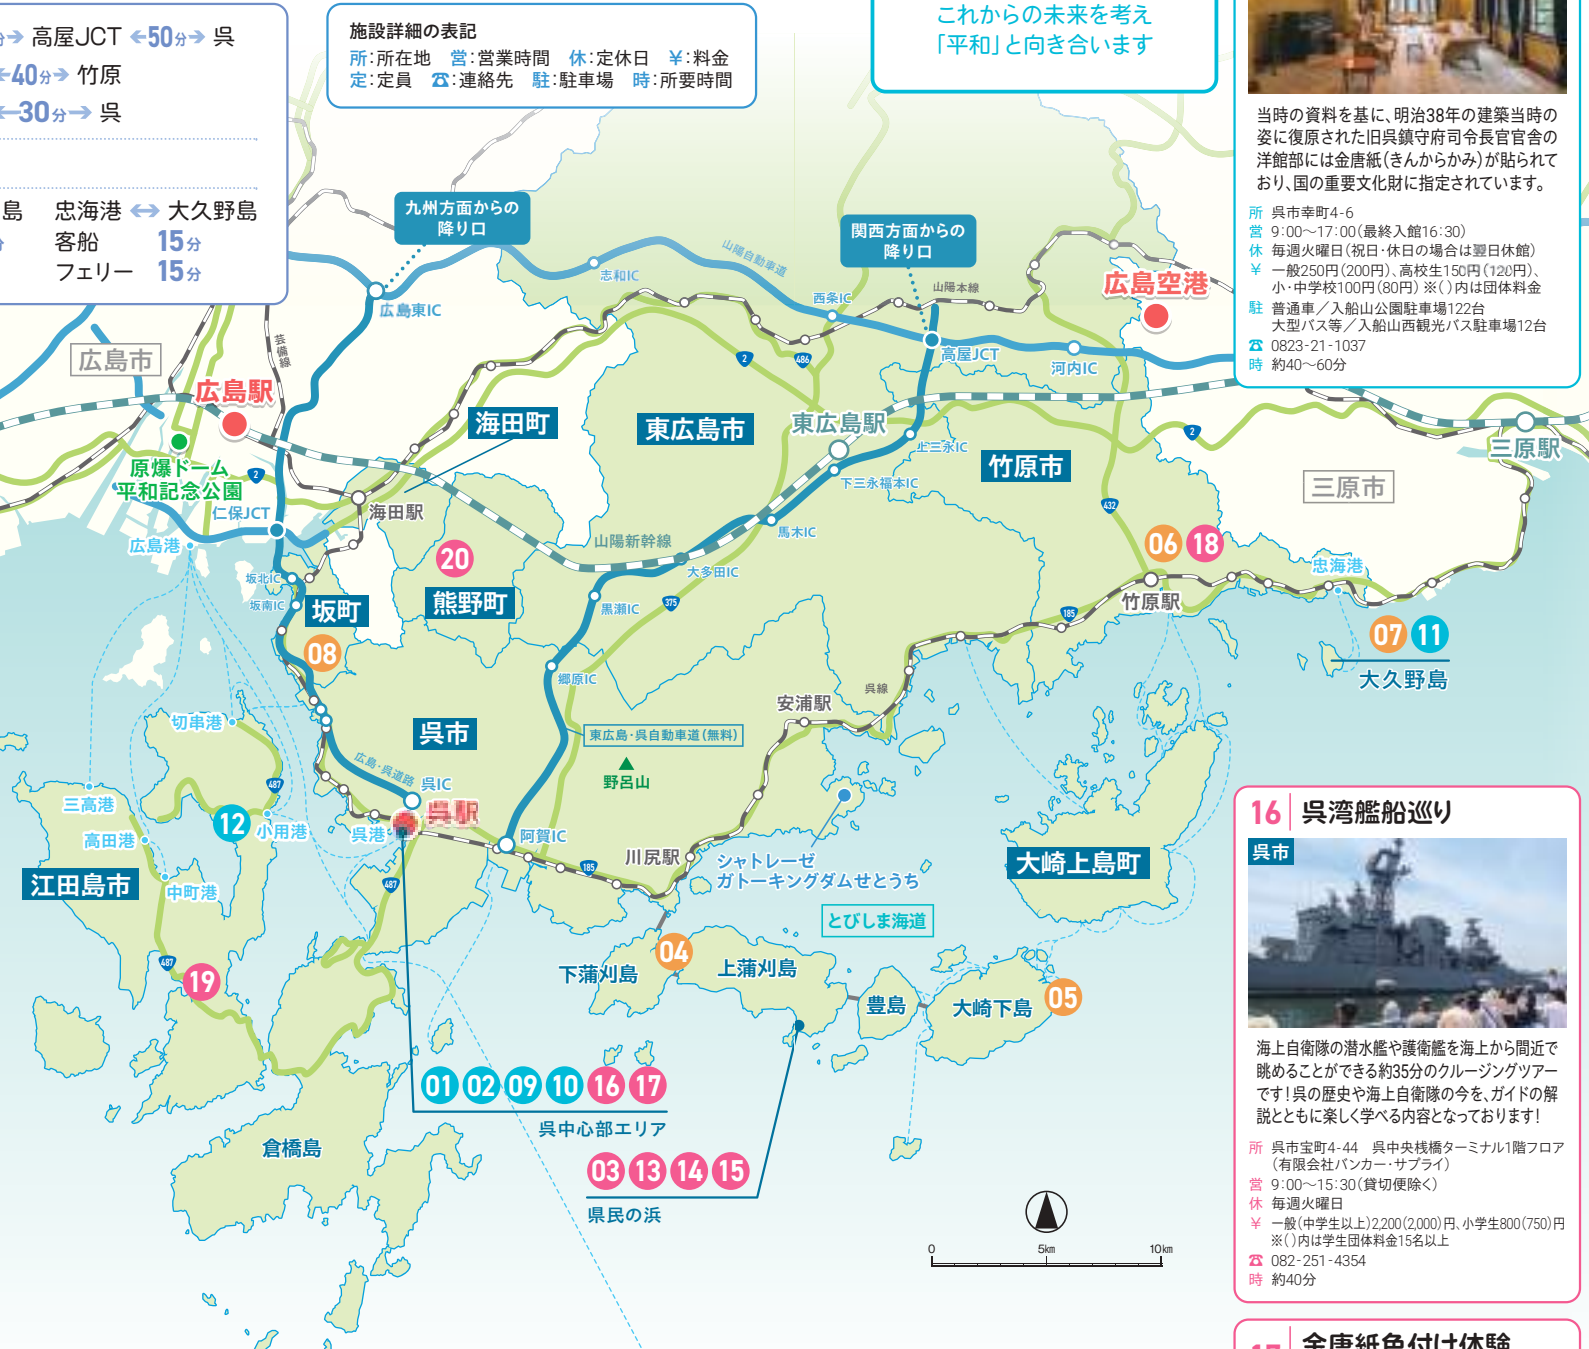 分 高屋JCT 50分 呉
40分 竹原
30分 呉
島 忠海港 大久野島
客船 15分
フェリー 15分
施設詳細の表記
所:所在地 営:営業時間 休:定休日 ¥:料金
定:定員 ☎:連絡先 駐:駐車場 時:所要時間
これからの未来を考え
「平和」と向き合います
当時の資料を基に、明治38年の建築当時の
姿に復原された旧呉鎮守府司令長官官舎の
洋館部には金唐紙(きんからかみ)が貼られて
おり、国の重要文化財に指定されています。
所 呉市幸町4-6
営 9:00〜17:00(最終入館16:30)
休 毎週火曜日(祝日・休日の場合は翌日休館)
¥ 一般250円(200円)、高校生150円(120円)、
小・中学校100円(80円) ※( )内は団体料金
駐 普通車/入船山公園駐車場122台
大型バス等/入船山西観光バス駐車場12台
☎ 0823-21-1037
時 約40〜60分
九州方面からの
降り口
関西方面からの
降り口
志和IC
山陽自動車道
西条IC
山陽本線
広島空港
広島東IC
芸備線
広島市
広島駅
2
486
高屋JCT
河内IC
海田町
東広島市
東広島駅
上三永IC
2
三原駅
原爆ドーム
平和記念公園
2
竹原市
下三永福本IC
三原市
仁保JCT
海田駅
432
広島港
山陽新幹線
馬木IC
06 18
20
大多田IC
忠海港
坂北IC
坂南IC
坂町
熊野町
黒瀬IC
375
竹原駅
185
07 11
08
大久野島
郷原IC
呉線
切串港
安浦駅
呉市
東広島・呉自動車道(無料)
広島・呉道路
野呂山
487
呉IC
三高港
12
小用港
呉港
呉駅
高田港
阿賀IC
川尻駅
シャトレーゼ
ガトーキングダムせとうち
185
大崎上島町
江田島市
中町港
487
とびしま海道
487
19
04
下蒲刈島
上蒲刈島
豊島
大崎下島
05
01 02 09 10 16 17
呉中心部エリア
倉橋島
03 13 14 15
県民の浜
0 5km 10km
16 呉湾艦船巡り
呉市
海上自衛隊の潜水艦や護衛艦を海上から間近で
眺めることができる約35分のクルージングツアー
です!呉の歴史や海上自衛隊の今を、ガイドの解
説とともに楽しく学べる内容となっております!
所 呉市宝町4-44 呉中央桟橋ターミナル1階フロア
(有限会社バンカー・サプライ)
営 9:00〜15:30(貸切便除く)
休 毎週火曜日
¥ 一般(中学生以上)2,200(2,000)円、小学生800(750)円
※( )内は学生団体料金15名以上
☎ 082-251-4354
時 約40分
17 金唐紙色付け体験